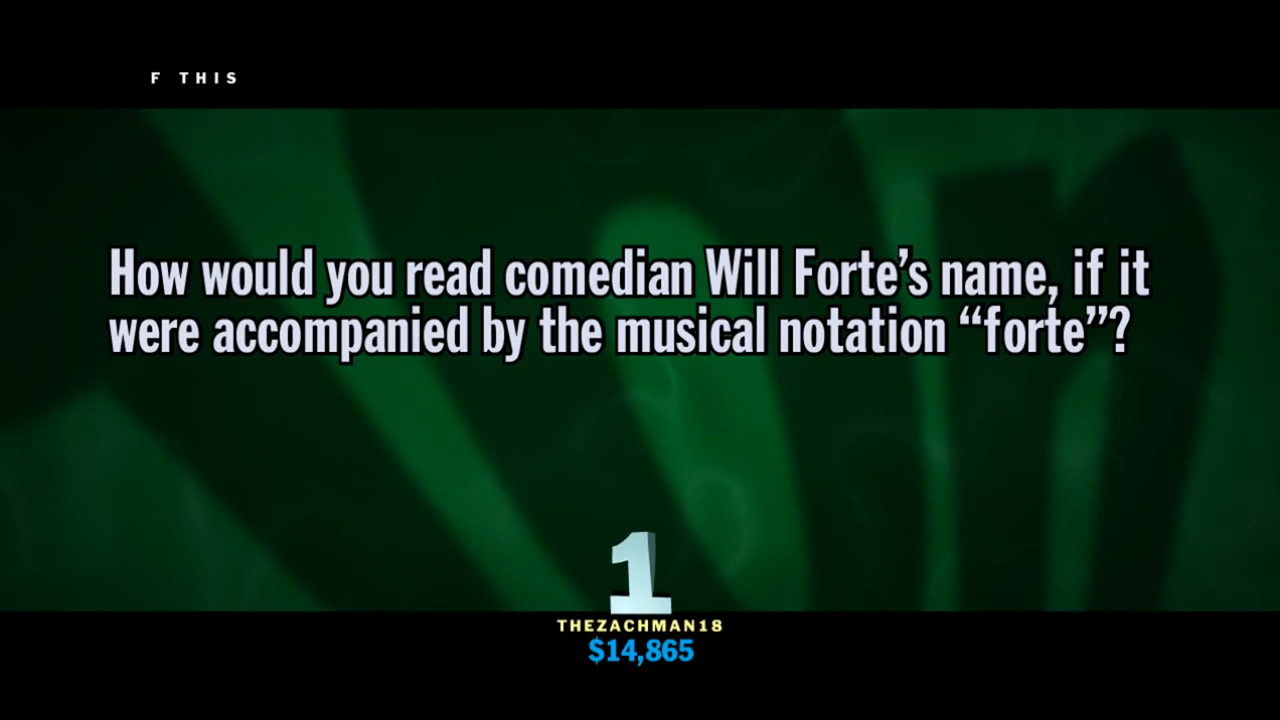 F THIS
How would you read comedian Will Forte’s name, if it
were accompanied by the musical notation “forte”?
1
THEZACHMAN18
$14,865